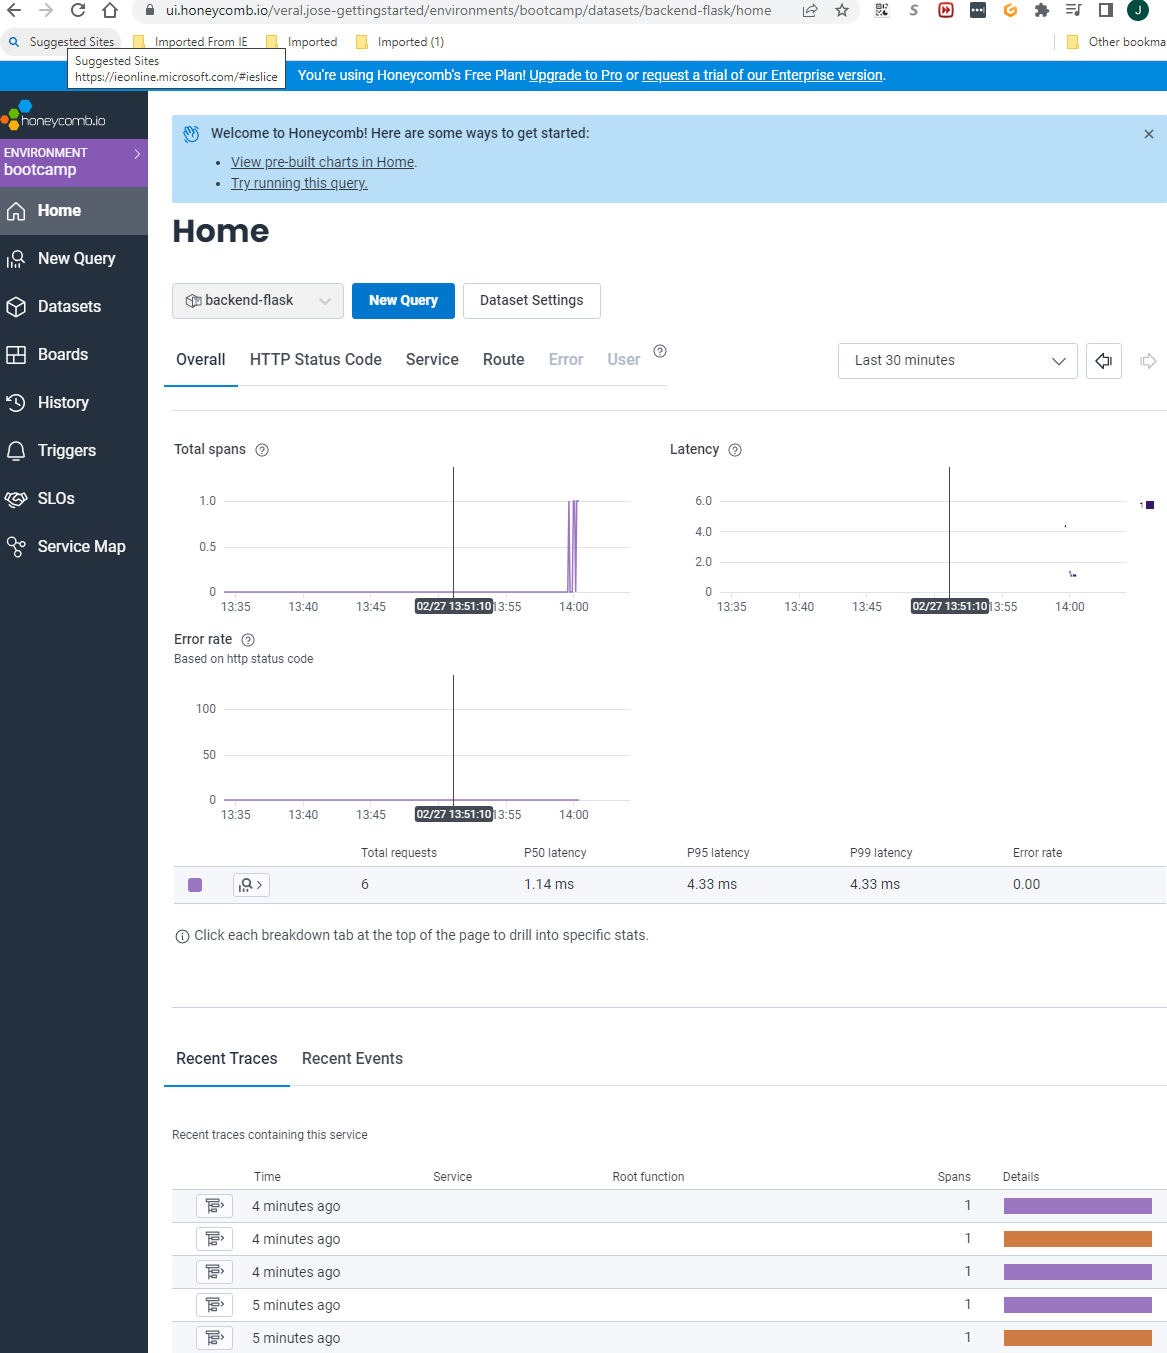 ui.honeycomb.io/veral.jose-gettingstarted/environments/bootcamp/datasets/backend-flask/home
J
Suggested Sites
Imported From IE
Imported
Imported (1)
Other bookma
Suggested Sites
https://ieonline.microsoft.com/#ieslice
You're using Honeycomb's Free Plan! Upgrade to Pro or request a trial of our Enterprise version.
honeycomb.io
ENVIRONMENT
bootcamp
Home
New Query
Datasets
Boards
History
Triggers
SLOs
Service Map
Welcome to Honeycomb! Here are some ways to get started:
• View pre-built charts in Home.
• Try running this query.
Home
backend-flask
New Query
Dataset Settings
Overall HTTP Status Code Service Route Error User
Last 30 minutes
Total spans
1.0
0.5
0
13:35 13:40 13:45 02/27 13:51:10 13:55 14:00
Latency
6.0
4.0
2.0
0
13:35 13:40 13:45 02/27 13:51:10 13:55 14:00
1
Error rate
Based on http status code
100
50
0
13:35 13:40 13:45 02/27 13:51:10 13:55 14:00
Total requests P50 latency P95 latency P99 latency Error rate
6 1.14 ms 4.33 ms 4.33 ms 0.00
Click each breakdown tab at the top of the page to drill into specific stats.
Recent Traces Recent Events
Recent traces containing this service
Time Service Root function Spans Details
4 minutes ago 1
4 minutes ago 1
4 minutes ago 1
5 minutes ago 1
5 minutes ago 1